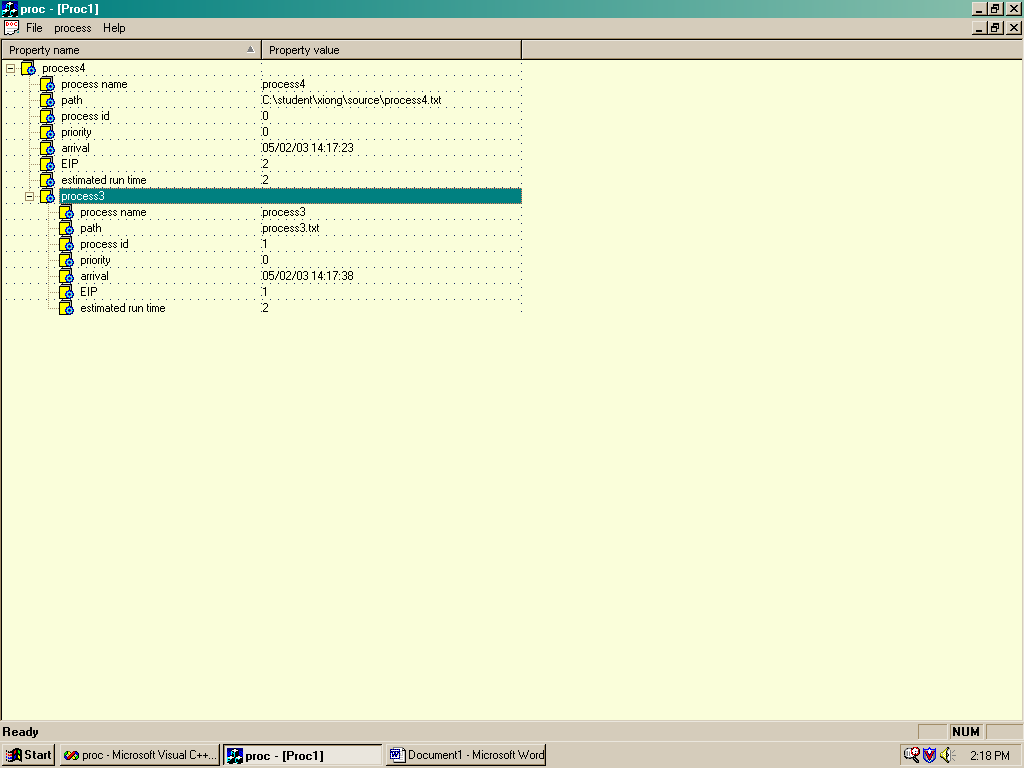 proc - [Proc1]
File process Help
Property name Property value
process4
process name process4
path C:\student\xiong\source\process4.txt
process id 0
priority 0
arrival 05/02/03 14:17:23
EIP 2
estimated run time 2
process3
process name process3
path process3.txt
process id 1
priority 0
arrival 05/02/03 14:17:38
EIP 1
estimated run time 2
Ready NUM
Start proc - Microsoft Visual C++... proc - [Proc1] Document1 - Microsoft Word 2:18 PM